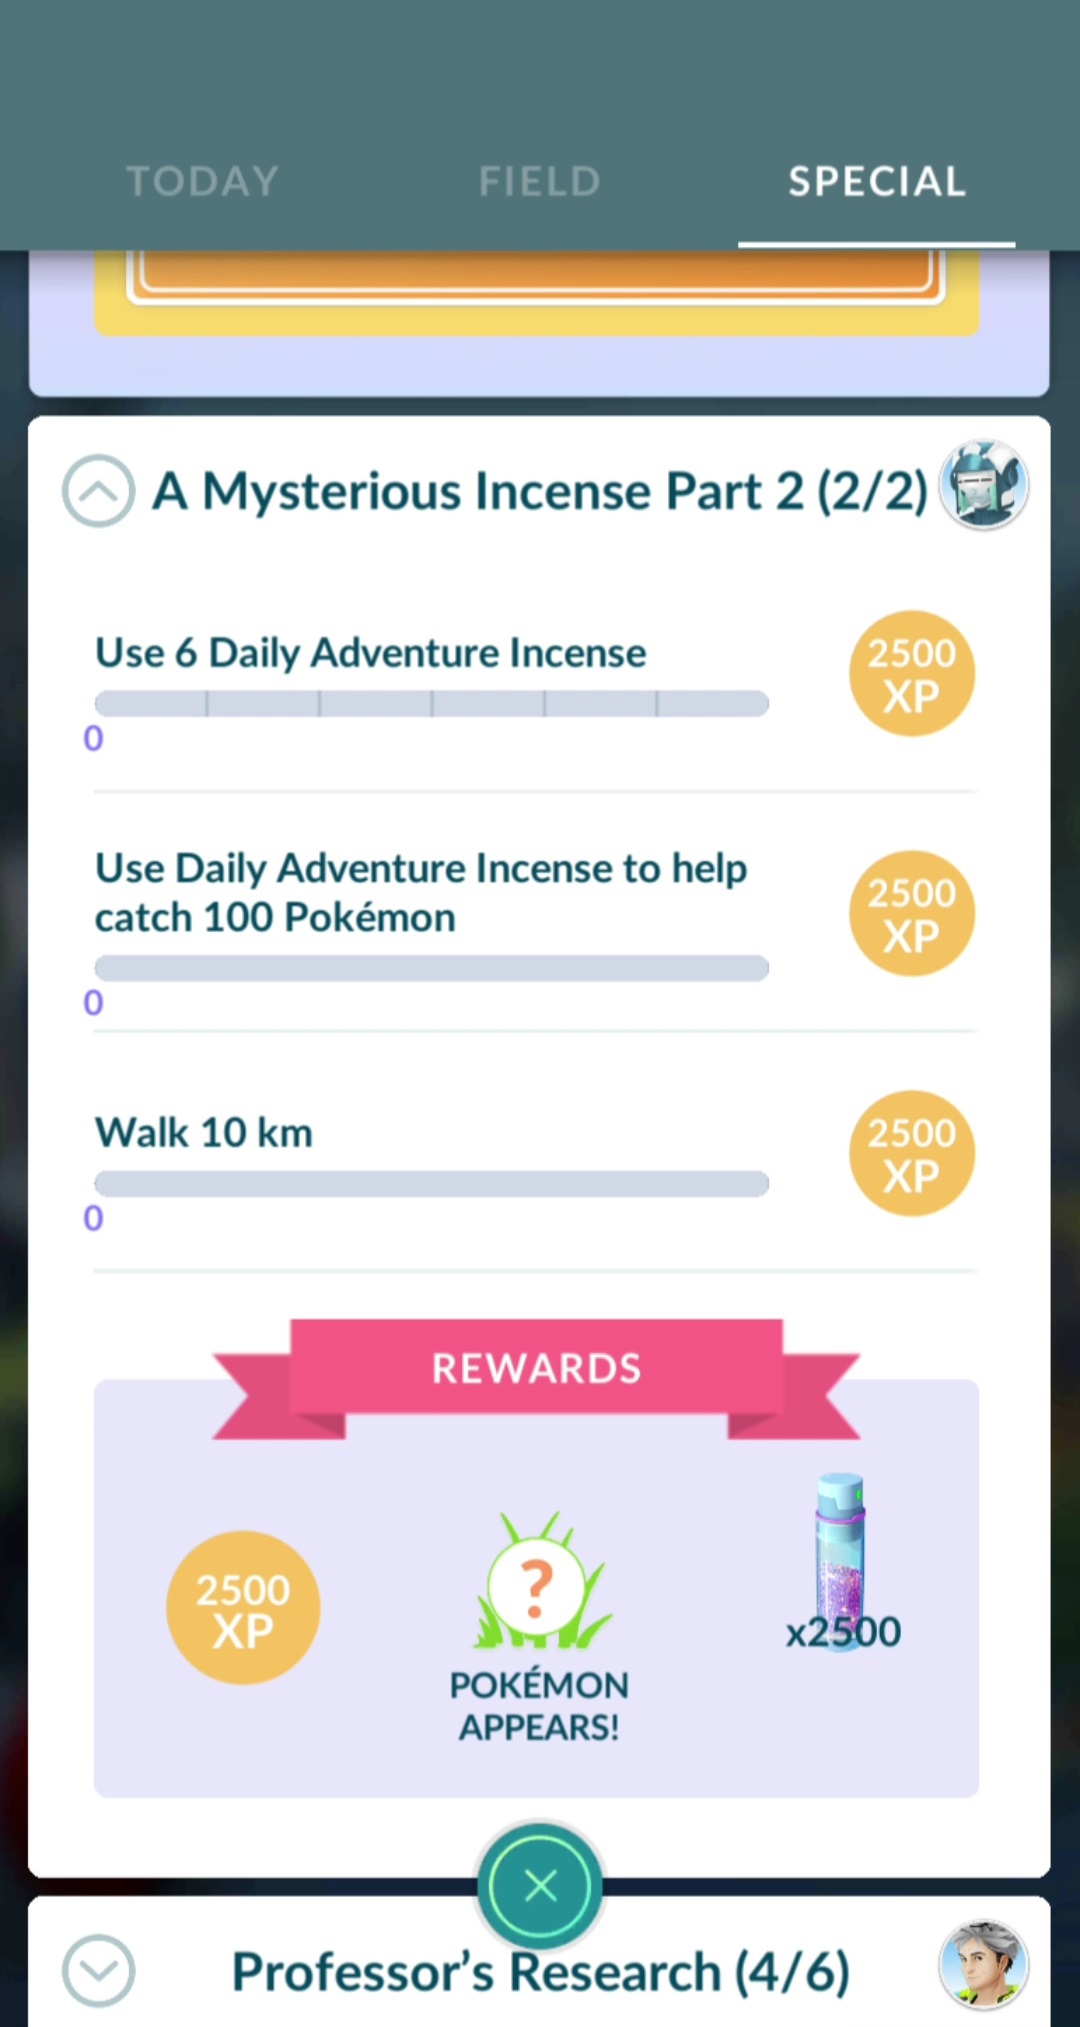 TODAY
FIELD
SPECIAL
A Mysterious Incense Part 2 (2/2)
Use 6 Daily Adventure Incense
2500
XP
0
Use Daily Adventure Incense to help
catch 100 Pokémon
2500
XP
0
Walk 10 km
2500
XP
0
REWARDS
2500
XP
?
POKÉMON
APPEARS!
x2500
Professor's Research (4/6)